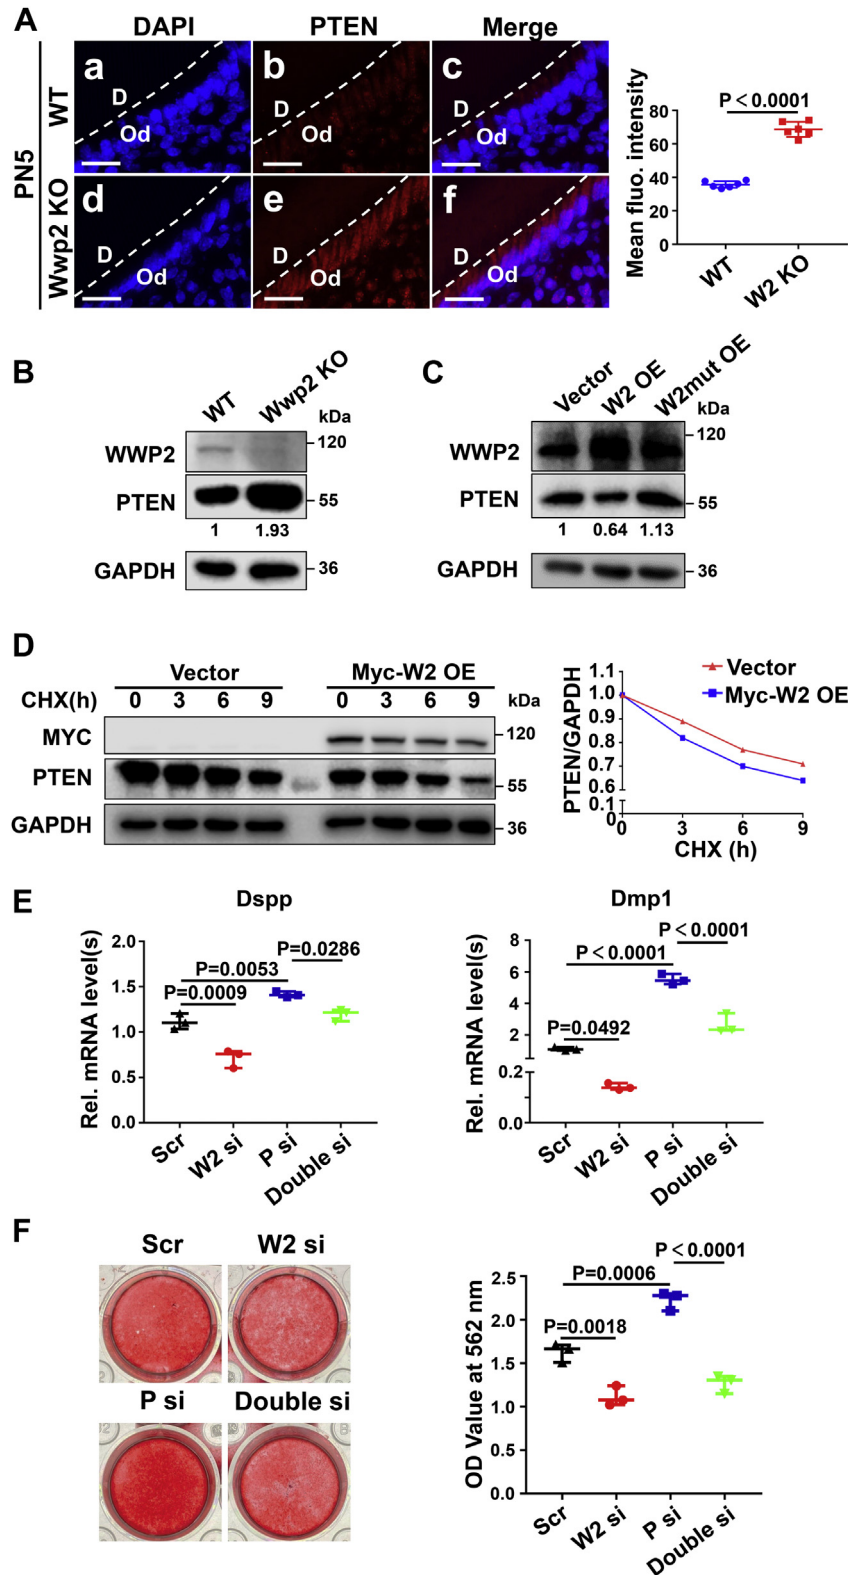 A
DAPI PTEN Merge
PN5
WT
Wwp2 KO
a b c
D D D
Od Od Od
d e f
D D D
Od Od Od
P < 0.0001
Mean fluo. intensity
80
60
40
20
0
WT W2 KO
B
WT Wwp2 KO
kDa
WWP2 120
PTEN 55
1 1.93
GAPDH 36
C
Vector W2 OE W2mut OE
kDa
WWP2 120
PTEN 55
1 0.64 1.13
GAPDH 36
D
Vector Myc-W2 OE
CHX(h) 0 3 6 9 0 3 6 9 kDa
MYC 120
PTEN 55
GAPDH 36
Vector
Myc-W2 OE
PTEN/GAPDH
1.1
1.0
0.9
0.8
0.7
0.6
0.1
0
0 3 6 9
CHX (h)
E
Dspp
Rel. mRNA level(s)
2.0
1.5
1.0
0.5
0.0
P=0.0286
P=0.0053
P=0.0009
Scr W2 si P si Double si
Dmp1
Rel. mRNA level(s)
8
6
4
2
0.2
0.0
P < 0.0001
P < 0.0001
P=0.0492
Scr W2 si P si Double si
F
Scr W2 si
P si Double si
OD Value at 562 nm
2.5
2.0
1.5
1.0
0.5
0.0
P < 0.0001
P=0.0006
P=0.0018
Scr W2 si P si Double si